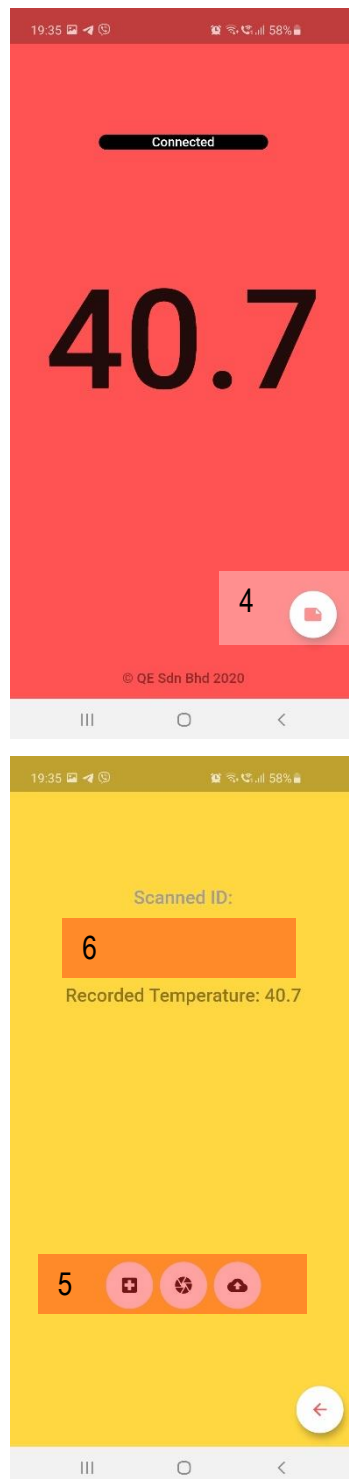 19:35 58%
Connected
40.7
4
© QE Sdn Bhd 2020
19:35 58%
Scanned ID:
6
Recorded Temperature: 40.7
5